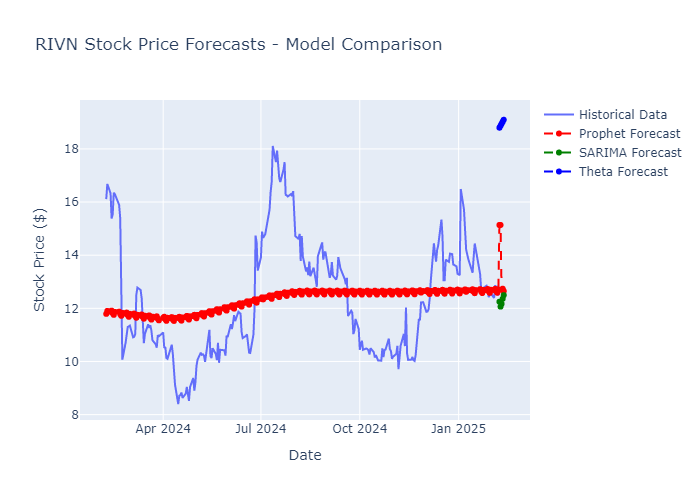 RIVN Stock Price Forecasts - Model Comparison
Historical Data
Prophet Forecast
SARIMA Forecast
Theta Forecast
18
16
14
12
10
8
Stock Price ($)
Apr 2024
Jul 2024
Oct 2024
Jan 2025
Date